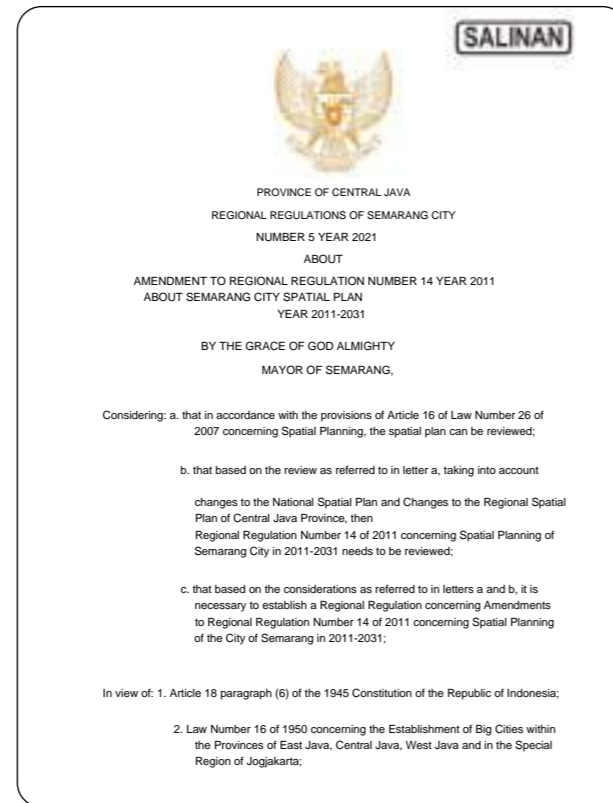 SALINAN
PROVINCE OF CENTRAL JAVA
REGIONAL REGULATIONS OF SEMARANG CITY
NUMBER 5 YEAR 2021
ABOUT
AMENDMENT TO REGIONAL REGULATION NUMBER 14 YEAR 2011
ABOUT SEMARANG CITY SPATIAL PLAN
YEAR 2011-2031
BY THE GRACE OF GOD ALMIGHTY
MAYOR OF SEMARANG,
Considering: a. that in accordance with the provisions of Article 16 of Law Number 26 of
2007 concerning Spatial Planning, the spatial plan can be reviewed;
b. that based on the review as referred to in letter a, taking into account
changes to the National Spatial Plan and Changes to the Regional Spatial
Plan of Central Java Province, then
Regional Regulation Number 14 of 2011 concerning Spatial Planning of
Semarang City in 2011-2031 needs to be reviewed;
c. that based on the considerations as referred to in letters a and b, it is
necessary to establish a Regional Regulation concerning Amendments
to Regional Regulation Number 14 of 2011 concerning Spatial Planning
of the City of Semarang in 2011-2031;
In view of: 1. Article 18 paragraph (6) of the 1945 Constitution of the Republic of Indonesia;
2. Law Number 16 of 1950 concerning the Establishment of Big Cities within
the Provinces of East Java, Central Java, West Java and in the Special
Region of Jogjakarta;